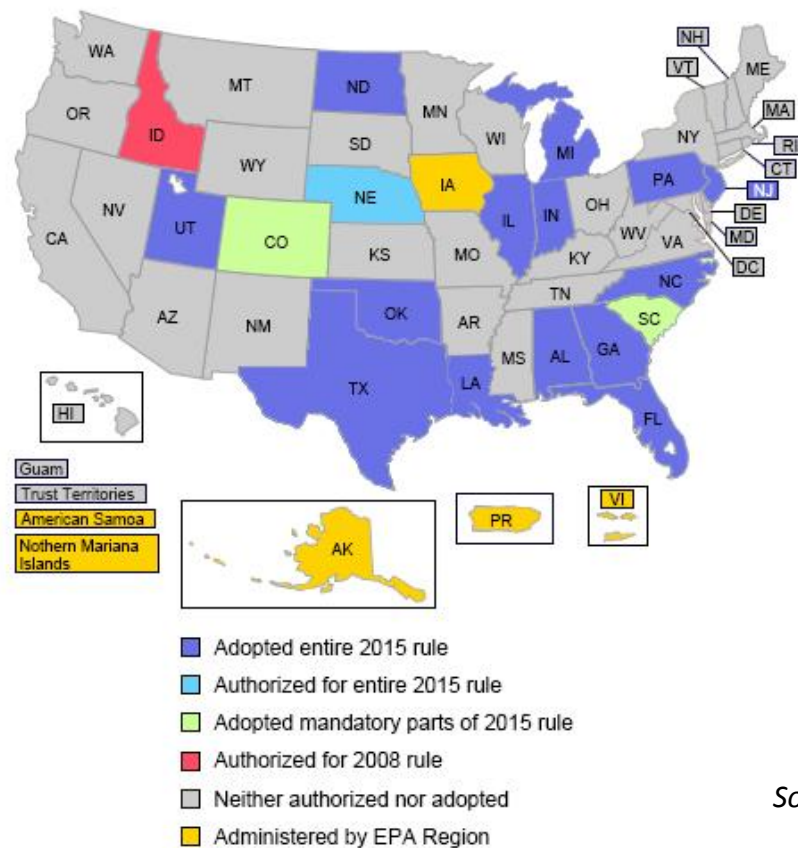 WA
MT
ND
MN
OR
ID
WY
SD
WI
MI
NY
ME
NH
VT
MA
RI
CT
NJ
DE
MD
DC
NV
UT
CO
NE
IA
IL
IN
OH
PA
WV
VA
CA
KS
MO
KY
NC
TN
AZ
NM
OK
AR
SC
MS
AL
GA
TX
LA
FL
HI
Guam
Trust Territories
American Samoa
Nothern Mariana
Islands
AK
PR
VI
Adopted entire 2015 rule
Authorized for entire 2015 rule
Adopted mandatory parts of 2015 rule
Authorized for 2008 rule
Neither authorized nor adopted
Administered by EPA Region